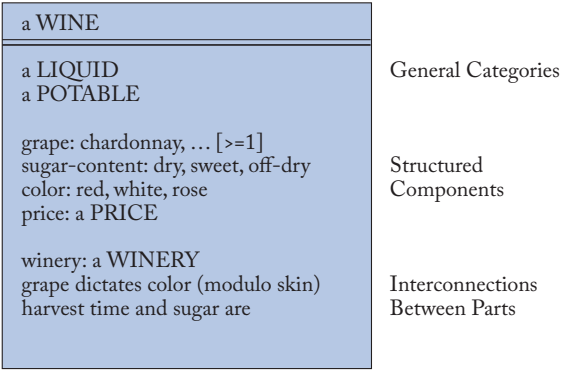 a WINE
a LIQUID
a POTABLE
General Categories
grape: chardonnay, … [>=1]
sugar-content: dry, sweet, off-dry
color: red, white, rose
price: a PRICE
Structured
Components
winery: a WINERY
grape dictates color (modulo skin)
harvest time and sugar are
Interconnections
Between Parts